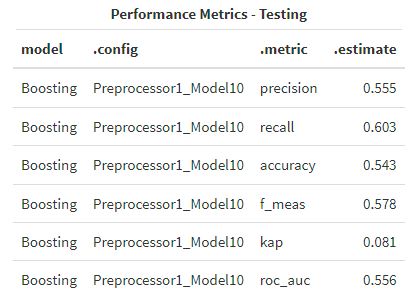 Performance Metrics - Testing
model .config .metric .estimate
Boosting Preprocessor1_Model10 precision 0.555
Boosting Preprocessor1_Model10 recall 0.603
Boosting Preprocessor1_Model10 accuracy 0.543
Boosting Preprocessor1_Model10 f_meas 0.578
Boosting Preprocessor1_Model10 kap 0.081
Boosting Preprocessor1_Model10 roc_auc 0.556